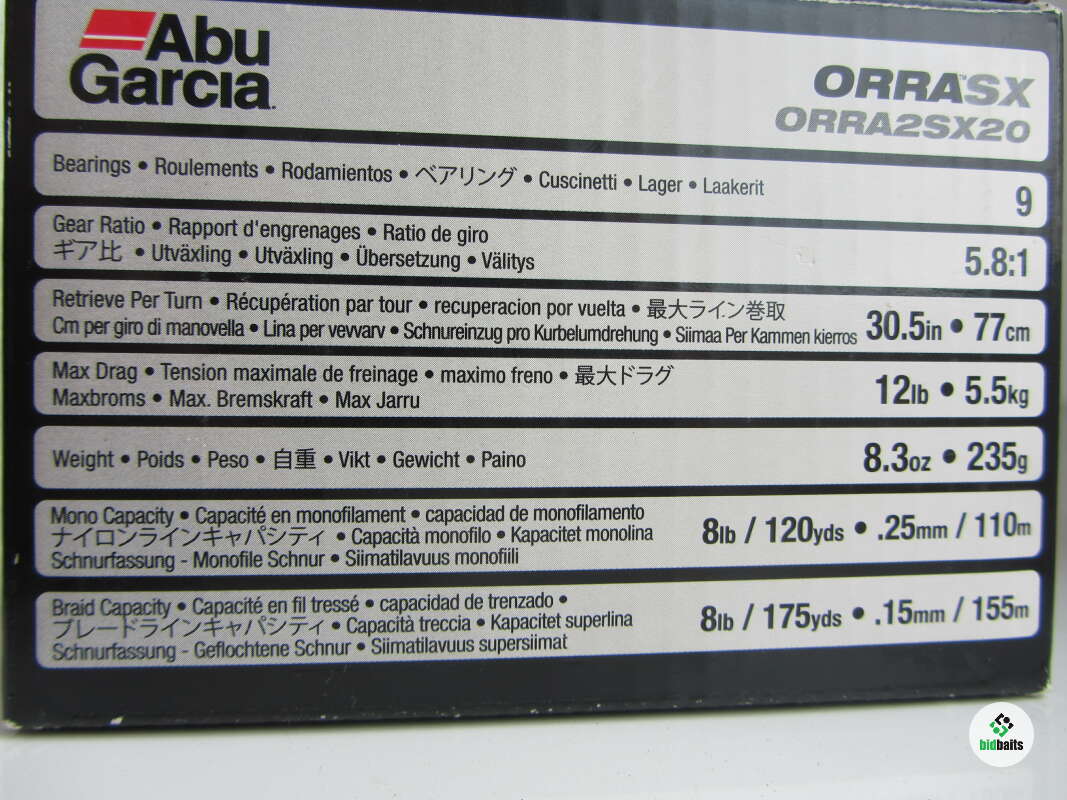 Abu
Garcia
ORRA™SX
ORRA2SX20
Bearings • Roulements • Rodamientos • ベアリング • Cuscinetti • Lager • Laakerit
9
Gear Ratio • Rapport d'engrenages • Ratio de giro
ギア比 • Utväxling • Utväxling • Übersetzung • Välitys
5.8:1
Retrieve Per Turn • Récupération par tour • recuperacion por vuelta • 最大ライン巻取
Cm per giro di manovella • Lina per vevvarv • Schnureinzug pro Kurbelumdrehung • Siimaa Per Kammen kierros
30.5in • 77cm
Max Drag • Tension maximale de freinage • maximo freno • 最大ドラグ
Maxbroms • Max. Bremskraft • Max Jarru
12lb • 5.5kg
Weight • Poids • Peso • 自重 • Vikt • Gewicht • Paino
8.3oz • 235g
Mono Capacity • Capacité en monofilament • capacidad de monofilamento
ナイロンラインキャパシティ • Capacità monofilo • Kapacitet monolina
Schnurfassung - Monofile Schnur • Siimatilavuus monofiili
8lb / 120yds • .25mm / 110m
Braid Capacity • Capacité en fil tressé • capacidad de trenzado •
ブレードラインキャパシティ • Capacità treccia • Kapacitet superlina
Schnurfassung - Geflochtene Schnur • Siimatilavuus supersiimat
8lb / 175yds • .15mm / 155m
bidbaits